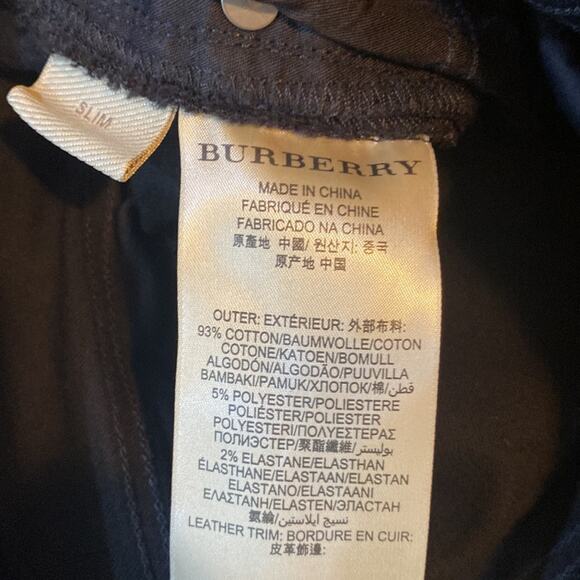 SLIM
BURBERRY
MADE IN CHINA
FABRIQUÉ EN CHINE
FABRICADO NA CHINA
原產地 中國/ 원산지: 중국
原产地 中国
OUTER: EXTÉRIEUR: 外部布料:
93% COTTON/BAUMWOLLE/COTON
COTONE/KATOEN/BOMULL
ALGODÓN/ALGODÃO/PUUVILLA
BAMBAKI/PAMUK/ХЛОПОК/棉/قطن
5% POLYESTER/POLIESTERE
POLIÉSTER/POLIESTER
POLYESTERI/ΠΟΛΥΕΣΤΕΡΑΣ
ПОЛИЭСТЕР/聚酯纖維/بوليستر
2% ELASTANE/ELASTHAN
ÉLASTHANE/ELASTAAN/ELASTAN
ELASTANO/ELASTAANI
ΕΛΑΣΤΑΝΗ/ELASTEN/ЭЛАСТАН
氨綸/نسيج ايلاستين
LEATHER TRIM: BORDURE EN CUIR:
皮革飾邊: